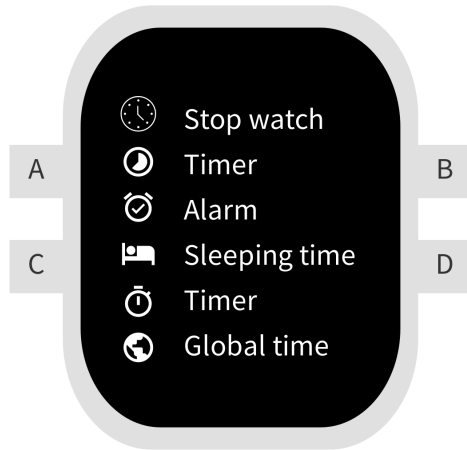 Stop watch
A Timer B
Alarm
C Sleeping time D
Timer
Global time